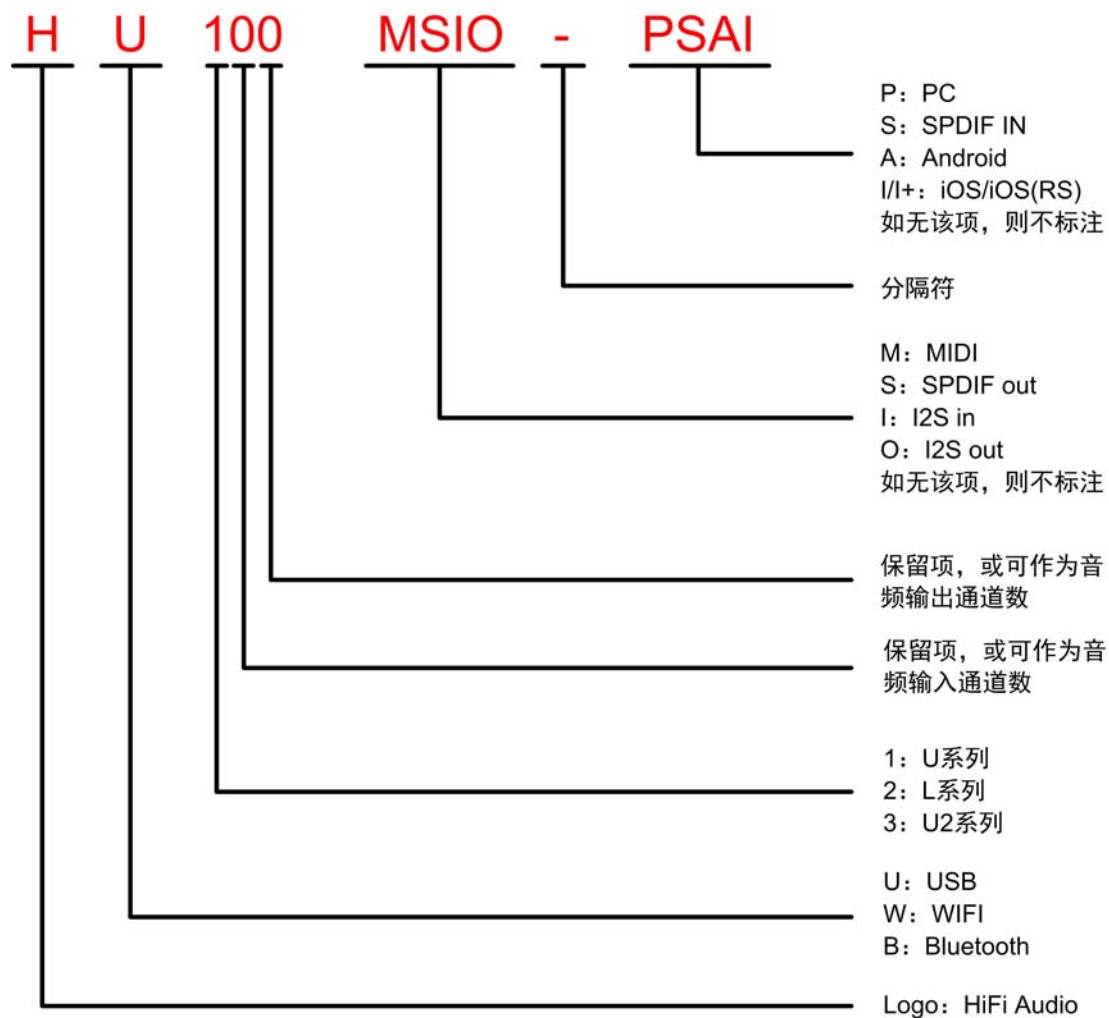 H U 100 MSIO - PSAI
P：PC
S：SPDIF IN
A：Android
I/I+：iOS/iOS(RS)
如无该项，则不标注
分隔符
M：MIDI
S：SPDIF out
I：I2S in
O：I2S out
如无该项，则不标注
保留项，或可作为音
频输出通道数
保留项，或可作为音
频输入通道数
1：U系列
2：L系列
3：U2系列
U：USB
W：WIFI
B：Bluetooth
Logo：HiFi Audio